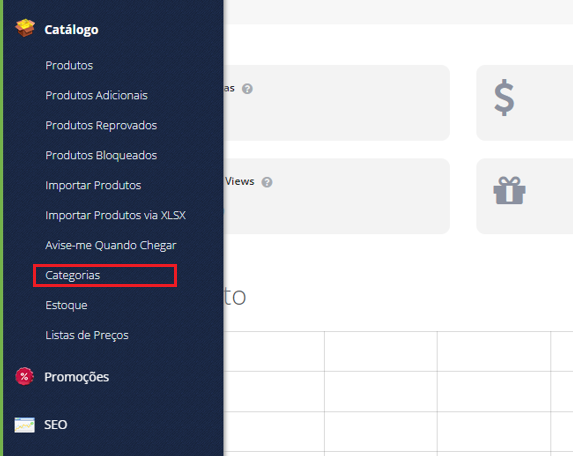 Catálogo
Produtos
Produtos Adicionais
Produtos Reprovados
Produtos Bloqueados
Importar Produtos
Importar Produtos via XLSX
Avise-me Quando Chegar
Categorias
Estoque
Listas de Preços
Promoções
SEO
as ?
Views ?
to
$